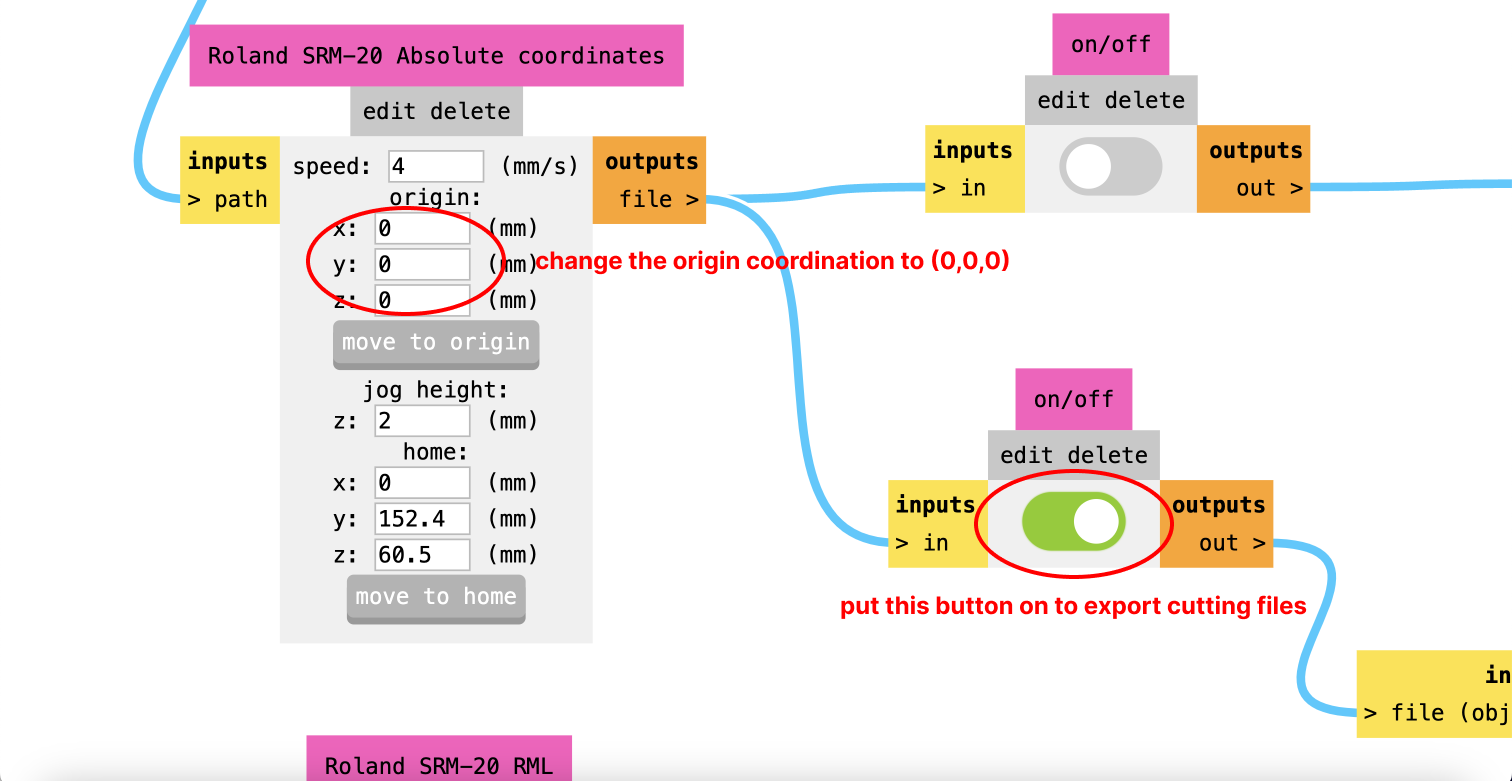 Roland SRM-20 Absolute coordinates
edit delete
inputs
> path
speed: 4 (mm/s)
origin:
x: 0 (mm)
y: 0 (mm)
z: 0 (mm)
move to origin
jog height:
z: 2 (mm)
home:
x: 0 (mm)
y: 152.4 (mm)
z: 60.5 (mm)
move to home
outputs
file >
change the origin coordination to (0,0,0)
on/off
edit delete
inputs
> in
outputs
out >
on/off
edit delete
inputs
> in
outputs
out >
put this button on to export cutting files
in
> file (obj
Roland SRM-20 RML